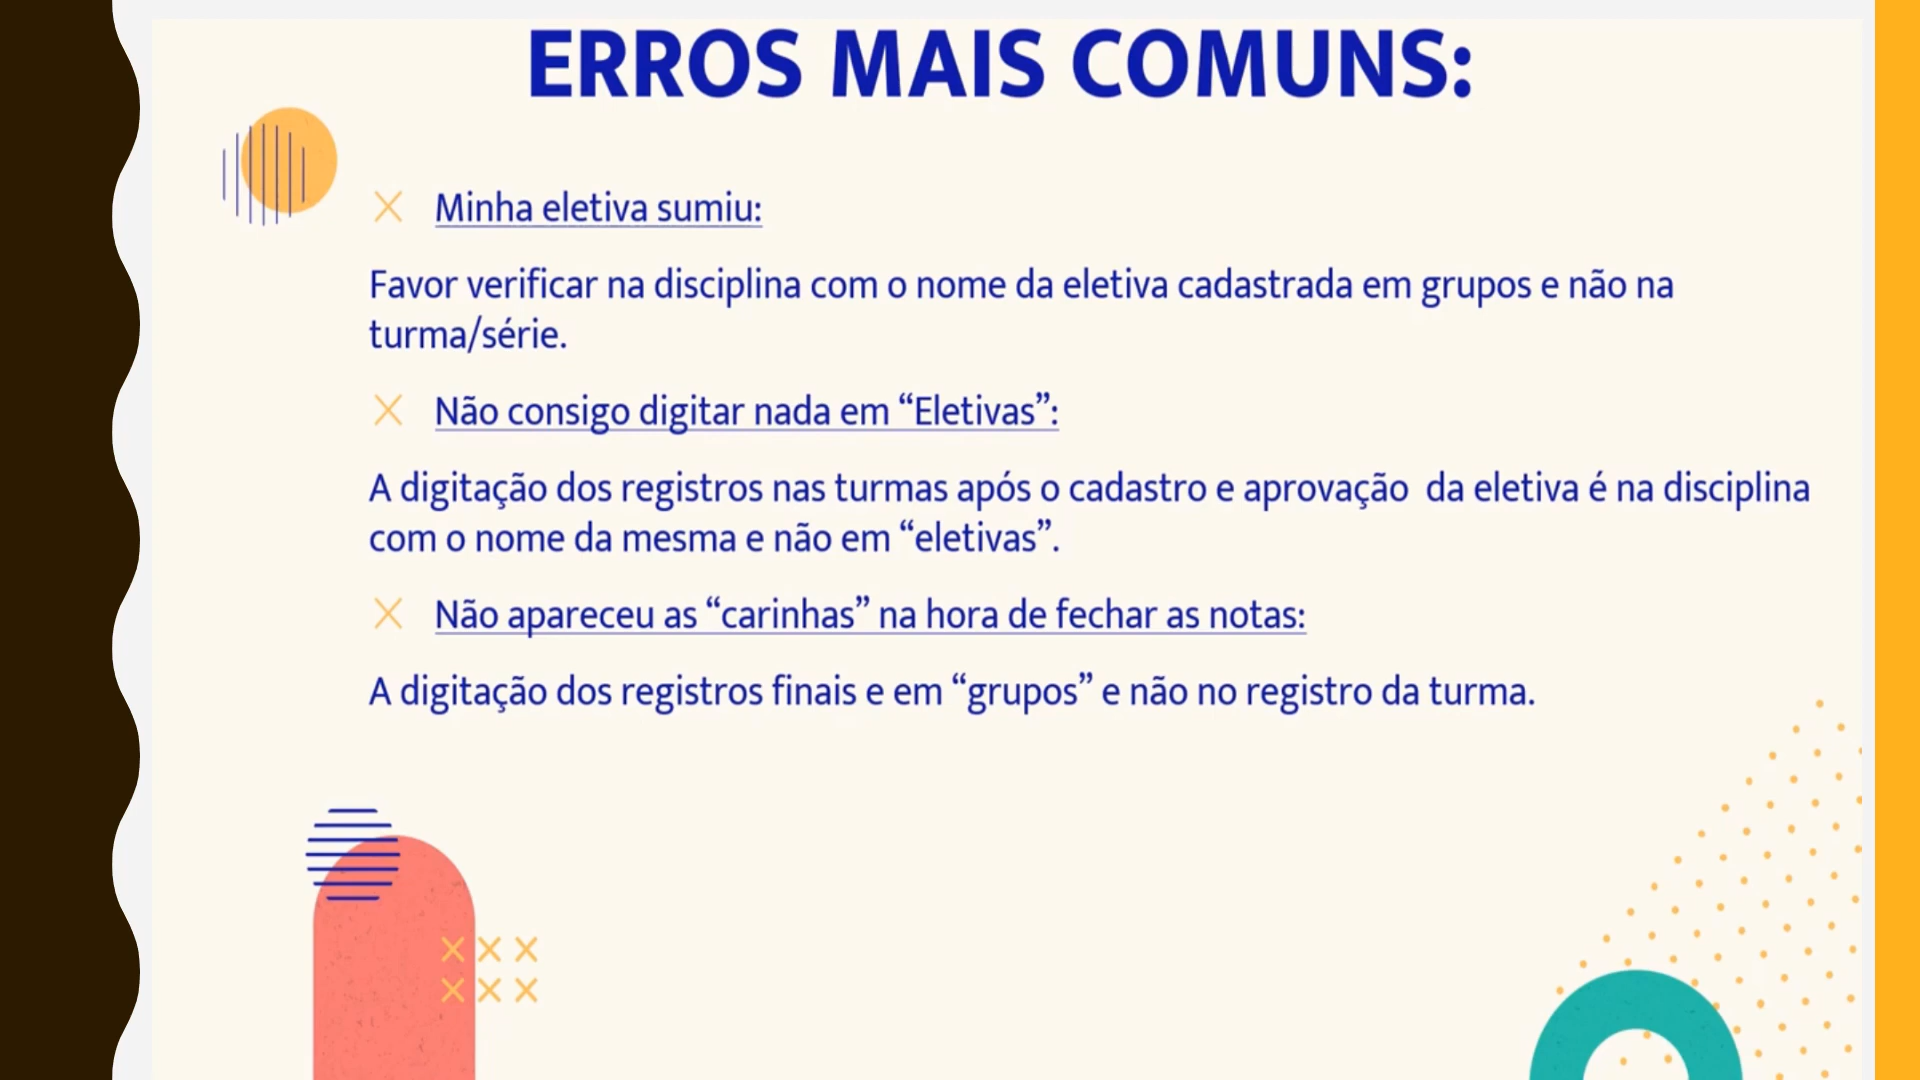 ERROS MAIS COMUNS:
Minha eletiva sumiu:
Favor verificar na disciplina com o nome da eletiva cadastrada em grupos e não na
turma/série.
Não consigo digitar nada em “Eletivas”:
A digitação dos registros nas turmas após o cadastro e aprovação  da eletiva é na disciplina
com o nome da mesma e não em “eletivas”.
Não apareceu as “carinhas” na hora de fechar as notas:
A digitação dos registros finais e em “grupos” e não no registro da turma.